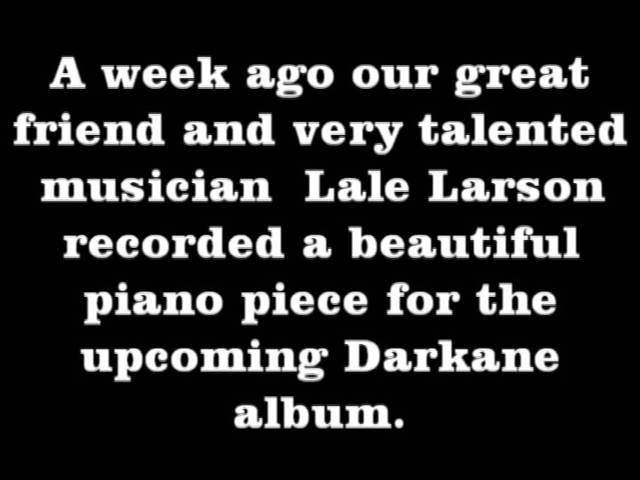 A week ago our great
friend and very talented
musician Lale Larson
recorded a beautiful
piano piece for the
upcoming Darkane
album.